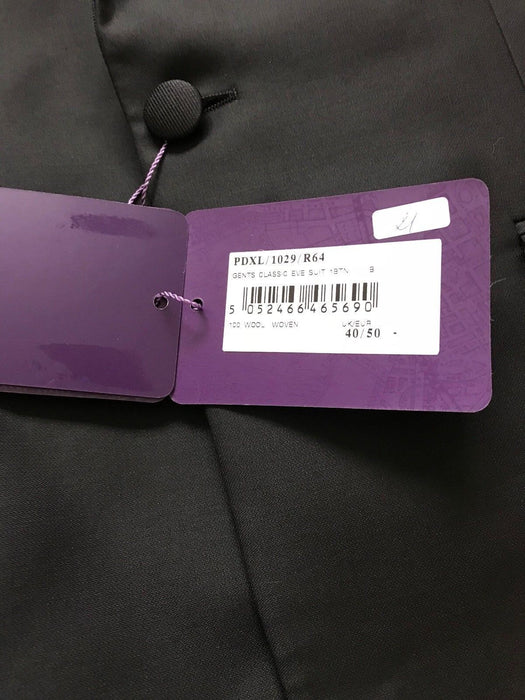 PDXL/1029/R64
GENTS CLASSIC EVE SUIT 1BTN B
5 052466 465690
100 WOOL WOVEN UK/EUR
40/50 -